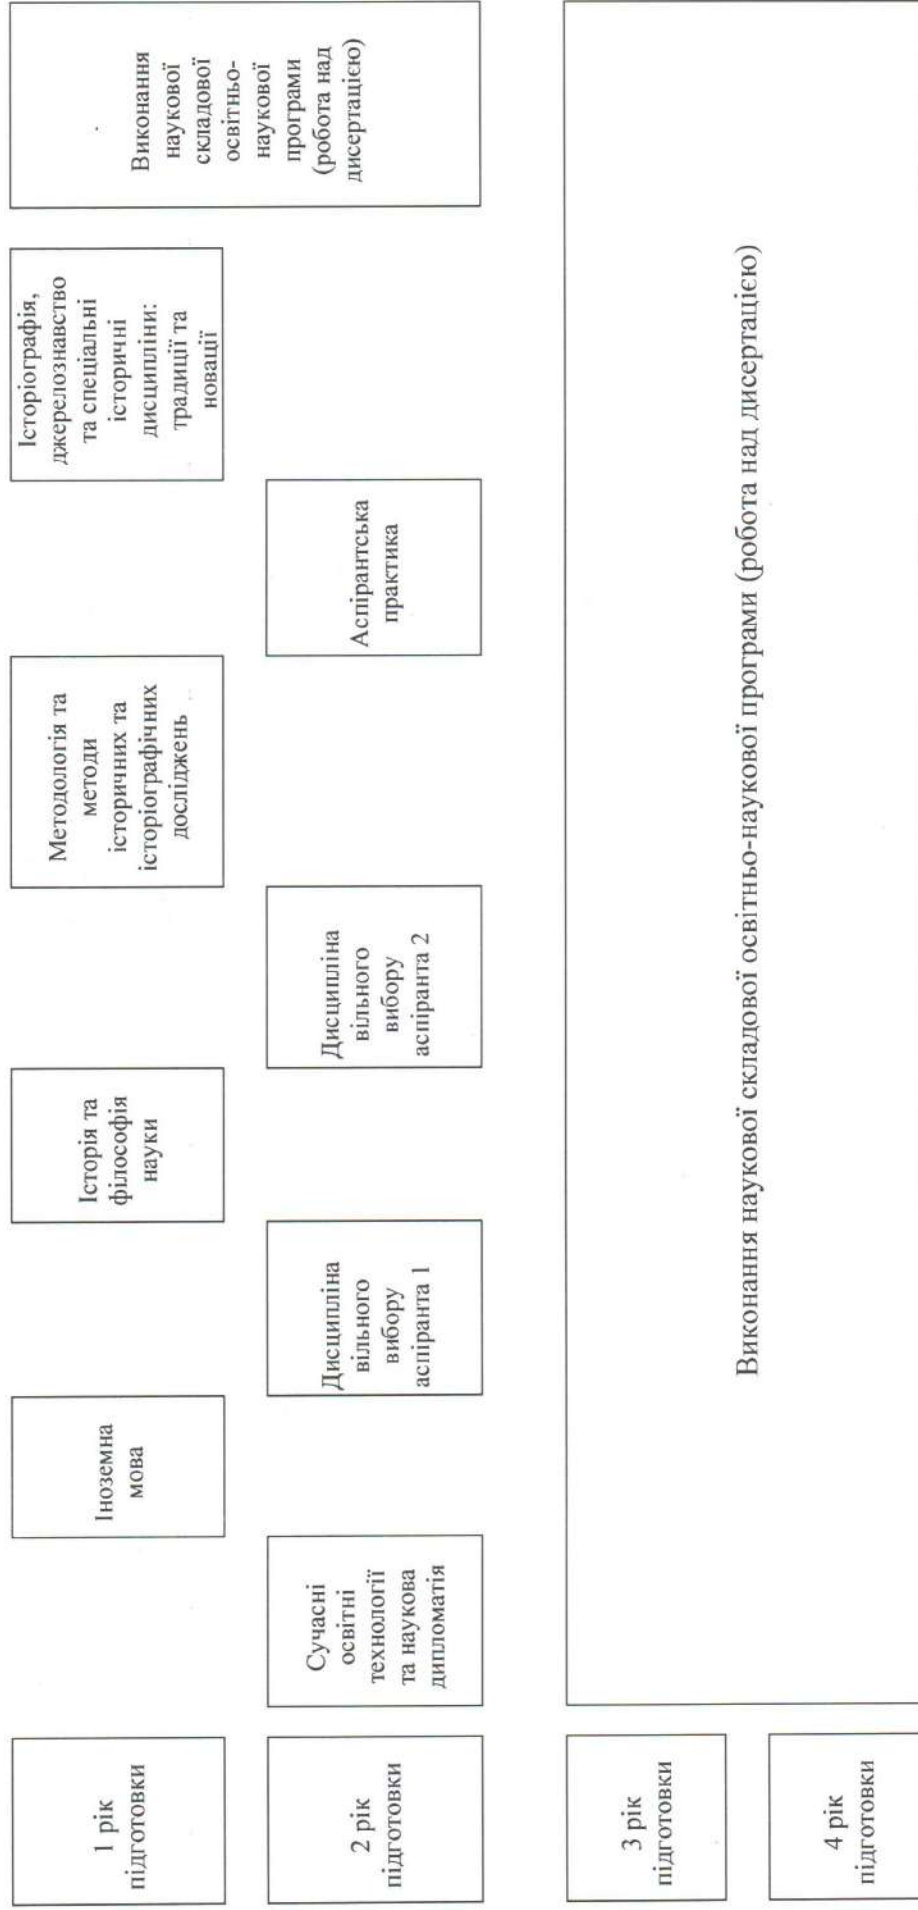 1 рік
підготовки
Іноземна
мова
Історія та
філософія
науки
Методологія та
методи
історичних та
історіографічних
досліджень
Історіографія,
джерелознавство
та спеціальні
історичні
дисципліни:
традиції та
новації
Виконання
наукової
складової
освітньо-
наукової
програми
(робота над
дисертацією)
2 рік
підготовки
Сучасні
освітні
технології
та наукова
дипломатія
Дисципліна
вільного
вибору
аспіранта 1
Дисципліна
вільного
вибору
аспіранта 2
Аспірантська
практика
3 рік
підготовки
4 рік
підготовки
Виконання наукової складової освітньо-наукової програми (робота над дисертацією)